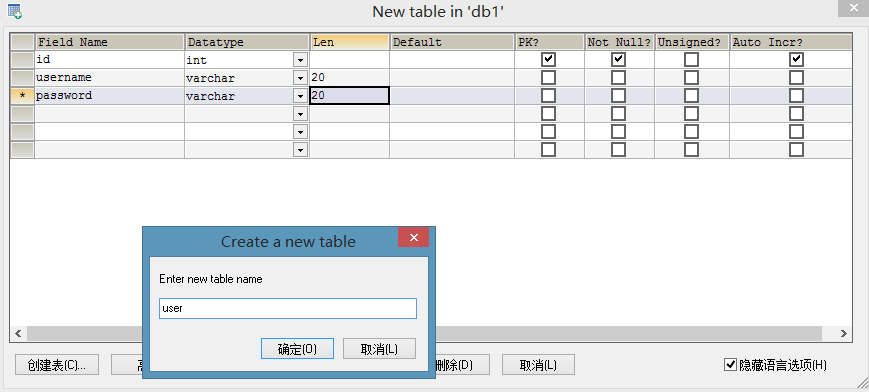 New table in 'db1'
Field Name Datatype Len Default PK? Not Null? Unsigned? Auto Incr?
id int
username varchar 20
* password varchar 20
Create a new table
Enter new table name
user
确定(O) 取消(L)
创建表(C)... 删除(D) 取消(L) 隐藏语言选项(H)